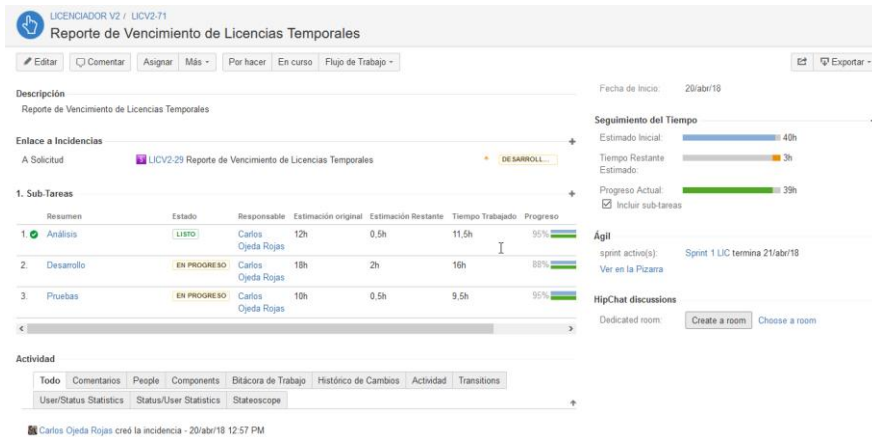 LICENCIADOR V2 / LICV2-71
Reporte de Vencimiento de Licencias Temporales
Editar Comentar Asignar Más Por hacer En curso Flujo de Trabajo Exportar
Descripción
Reporte de Vencimiento de Licencias Temporales
Enlace a Incidencias
A Solicitud LICV2-29 Reporte de Vencimiento de Licencias Temporales DESARROLL...
1. Sub-Tareas
Resumen Estado Responsable Estimación original Estimación Restante Tiempo Trabajado Progreso
1. Análisis LISTO Carlos Ojeda Rojas 12h 0,5h 11,5h 95%
2. Desarrollo EN PROGRESO Carlos Ojeda Rojas 18h 2h 16h 88%
3. Pruebas EN PROGRESO Carlos Ojeda Rojas 10h 0,5h 9,5h 95%
Actividad
Todo Comentarios People Components Bitácora de Trabajo Histórico de Cambios Actividad Transitions
User/Status Statistics Status/User Statistics Stateoscope
Carlos Ojeda Rojas creó la incidencia - 20/abr/18 12:57 PM
Fecha de Inicio: 20/abr/18
Seguimiento del Tiempo
Estimado Inicial: 40h
Tiempo Restante Estimado: 3h
Progreso Actual: 39h
Incluir sub-tareas
Ágil
sprint activo(s): Sprint 1 LIC termina 21/abr/18
Ver en la Pizarra
HipChat discussions
Dedicated room: Create a room Choose a room